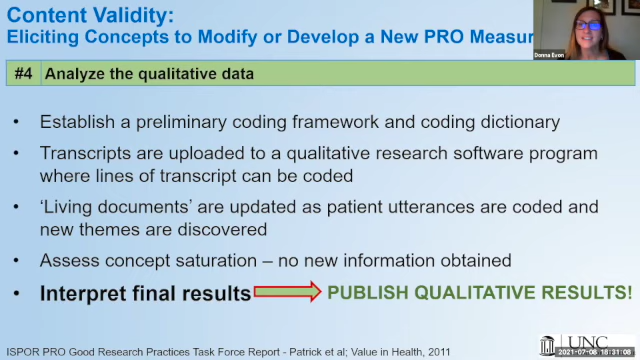 Content Validity:
Eliciting Concepts to Modify or Develop a New PRO Measur
Donna Evon
#4 Analyze the qualitative data
• Establish a preliminary coding framework and coding dictionary
• Transcripts are uploaded to a qualitative research software program
where lines of transcript can be coded
• ‘Living documents’ are updated as patient utterances are coded and
new themes are discovered
• Assess concept saturation – no new information obtained
• Interpret final results PUBLISH QUALITATIVE RESULTS!
ISPOR PRO Good Research Practices Task Force Report - Patrick et al; Value in Health, 2011
UNC
2021-07-08 18:31:08